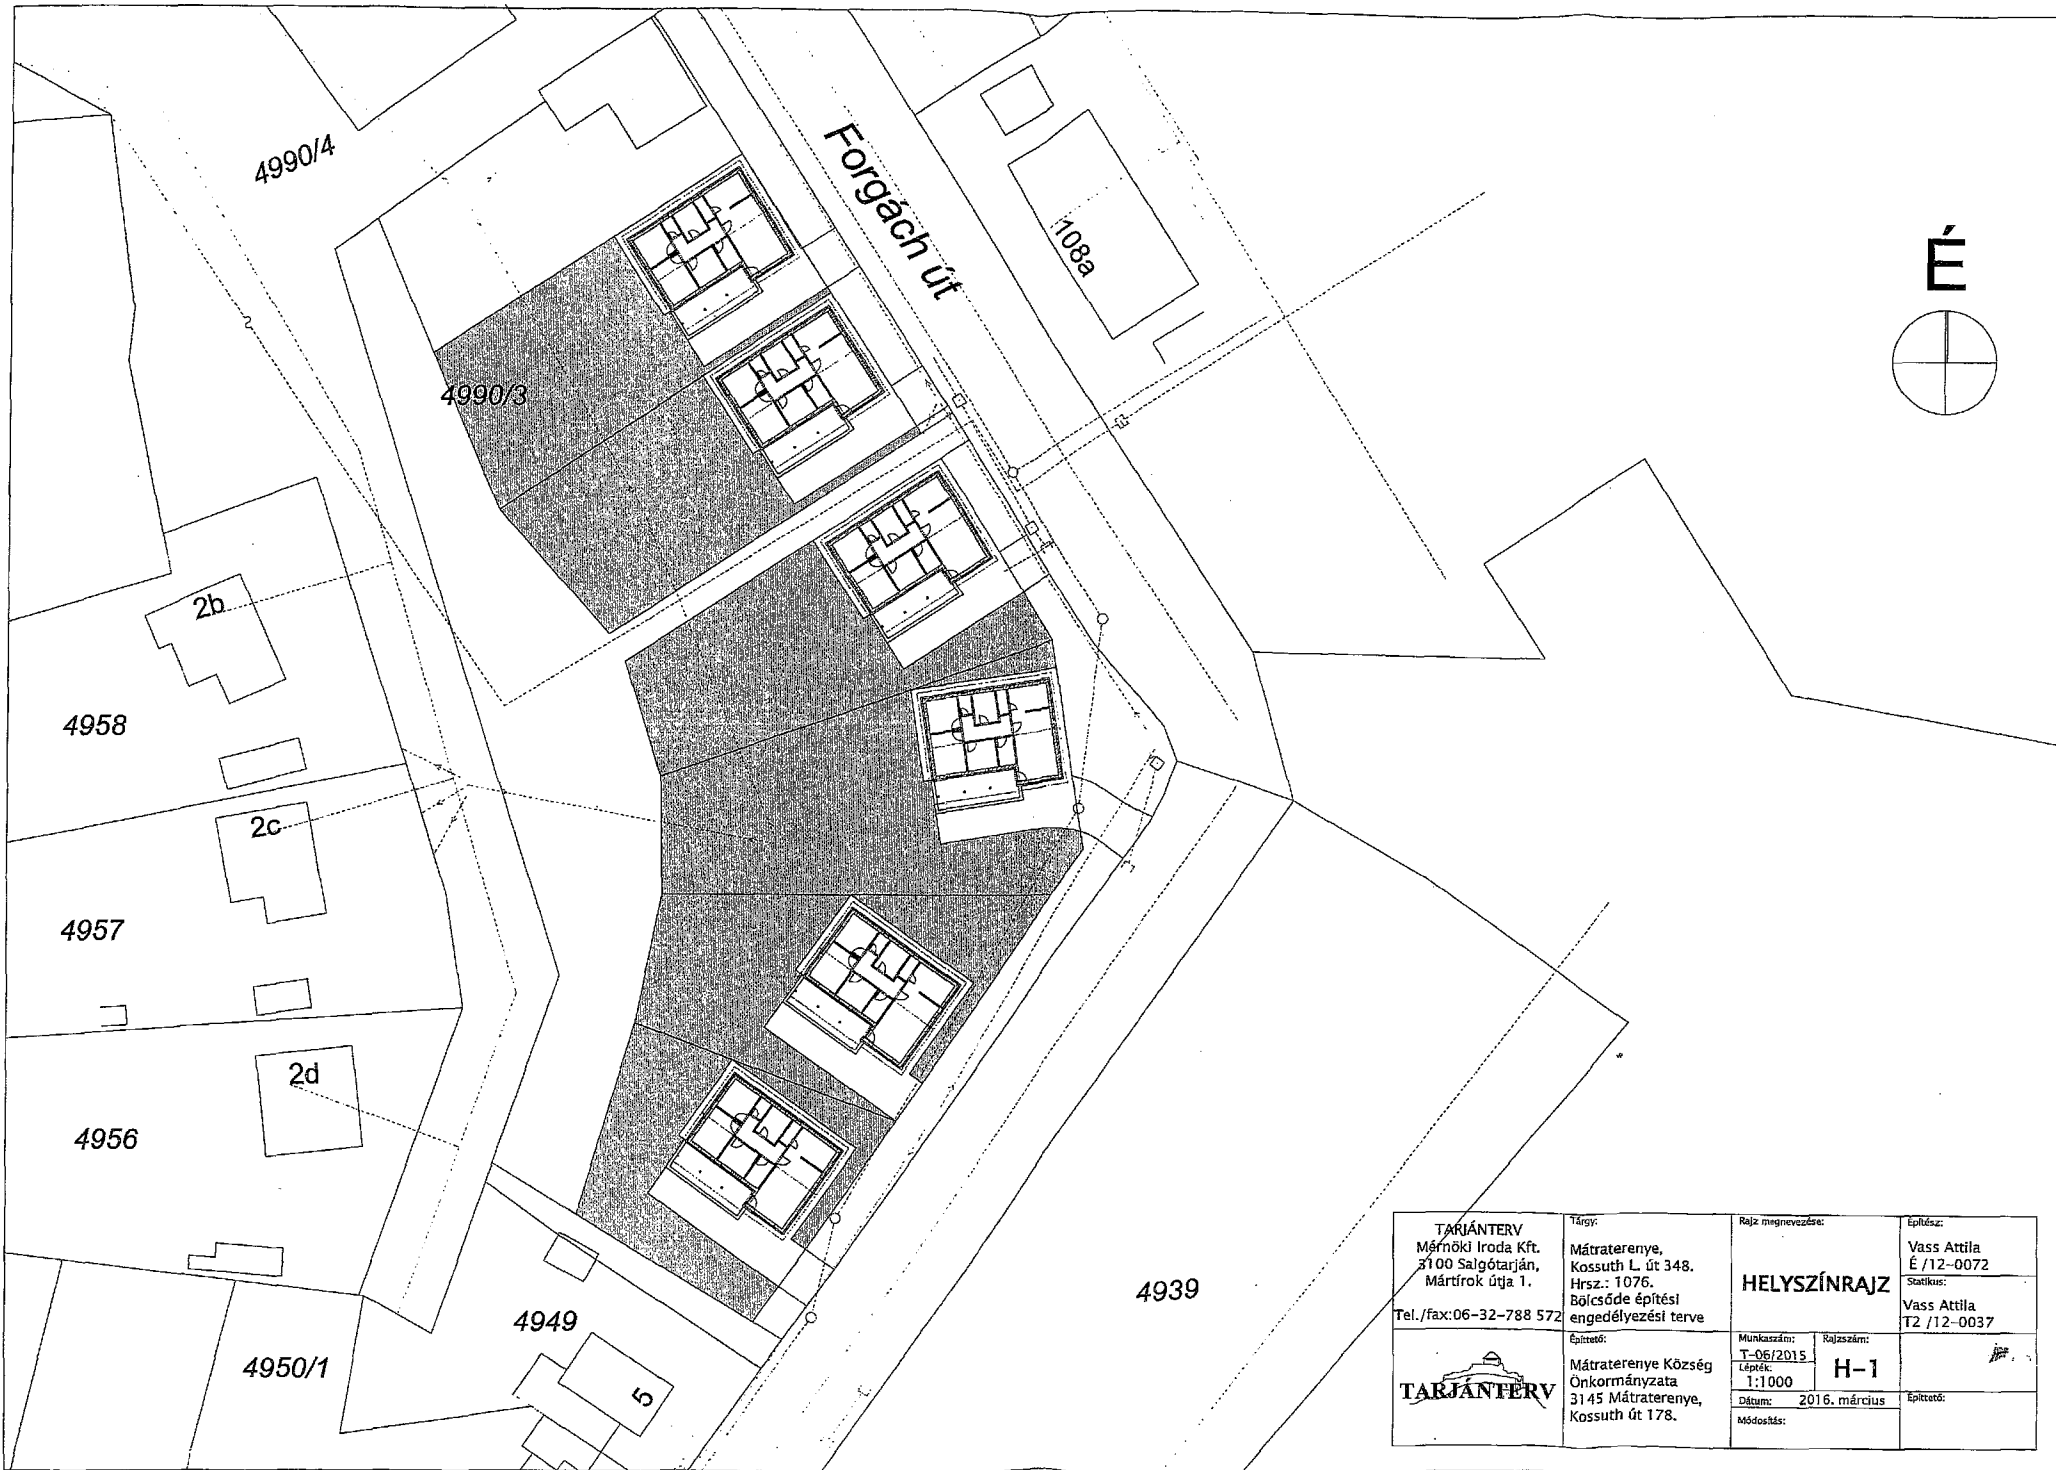 4990/4
Forgách út
108a
É
4990/3
2b
4958
2c
4957
2d
4956
4939
4949
4950/1
5
TARJÁNTERV
Mérnöki Iroda Kft.
3100 Salgótarján,
Mártírok útja 1.
Tel./fax:06-32-788 572
TARJÁNTERV
Tárgy:
Mátraterenye,
Kossuth L. út 348.
Hrsz.: 1076.
Bölcsőde építési
engedélyezési terve
Építtető:
Mátraterenye Község
Önkormányzata
3145 Mátraterenye,
Kossuth út 178.
Rajz megnevezése:
HELYSZÍNRAJZ
Munkaszám:
T-06/2015
Rajzszám:
H-1
Lépték:
1:1000
Dátum: 2016. március
Módosítás:
Építész:
Vass Attila
É /12-0072
Statikus:
Vass Attila
T2 /12-0037
Építtető: